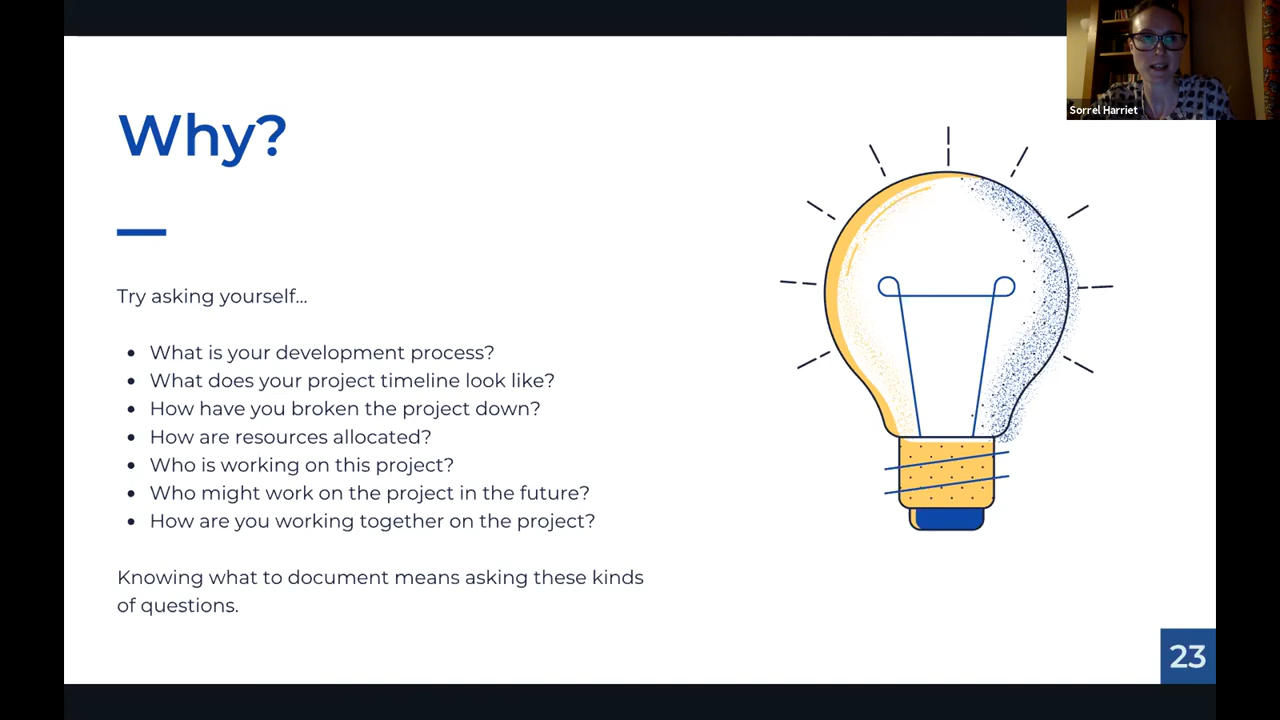 Why?
Sorrel Harriet
Try asking yourself...
What is your development process?
What does your project timeline look like?
How have you broken the project down?
How are resources allocated?
Who is working on this project?
Who might work on the project in the future?
How are you working together on the project?
Knowing what to document means asking these kinds
of questions.
23